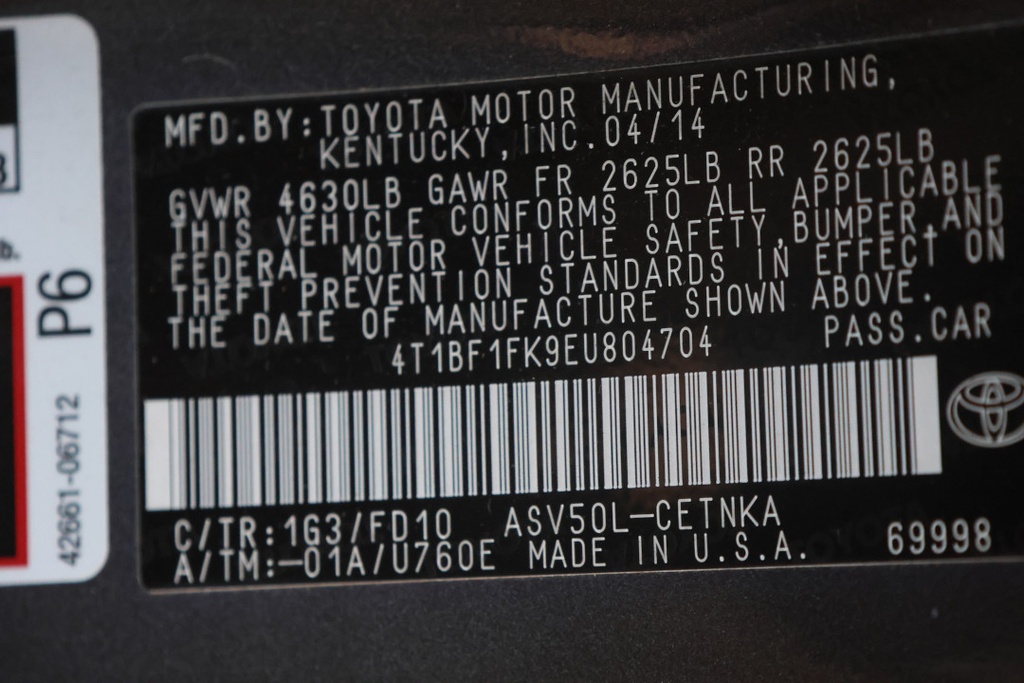 MFD.BY:TOYOTA MOTOR MANUFACTURING,
KENTUCKY,INC.04/14
GVWR 4630LB GAWR FR 2625LB RR 2625LB
THIS VEHICLE CONFORMS TO ALL APPLICABLE
FEDERAL MOTOR VEHICLE SAFETY,BUMPER,AND
THEFT PREVENTION STANDARDS IN EFFECT ON
THE DATE OF MANUFACTURE SHOWN ABOVE.
4T1BF1FK9EU804704 PASS.CAR
C/TR:1G3/FD10 ASV50L-CETNKA
A/TM:-01A/U760E MADE IN U.S.A. 69998
P6
42661-06712